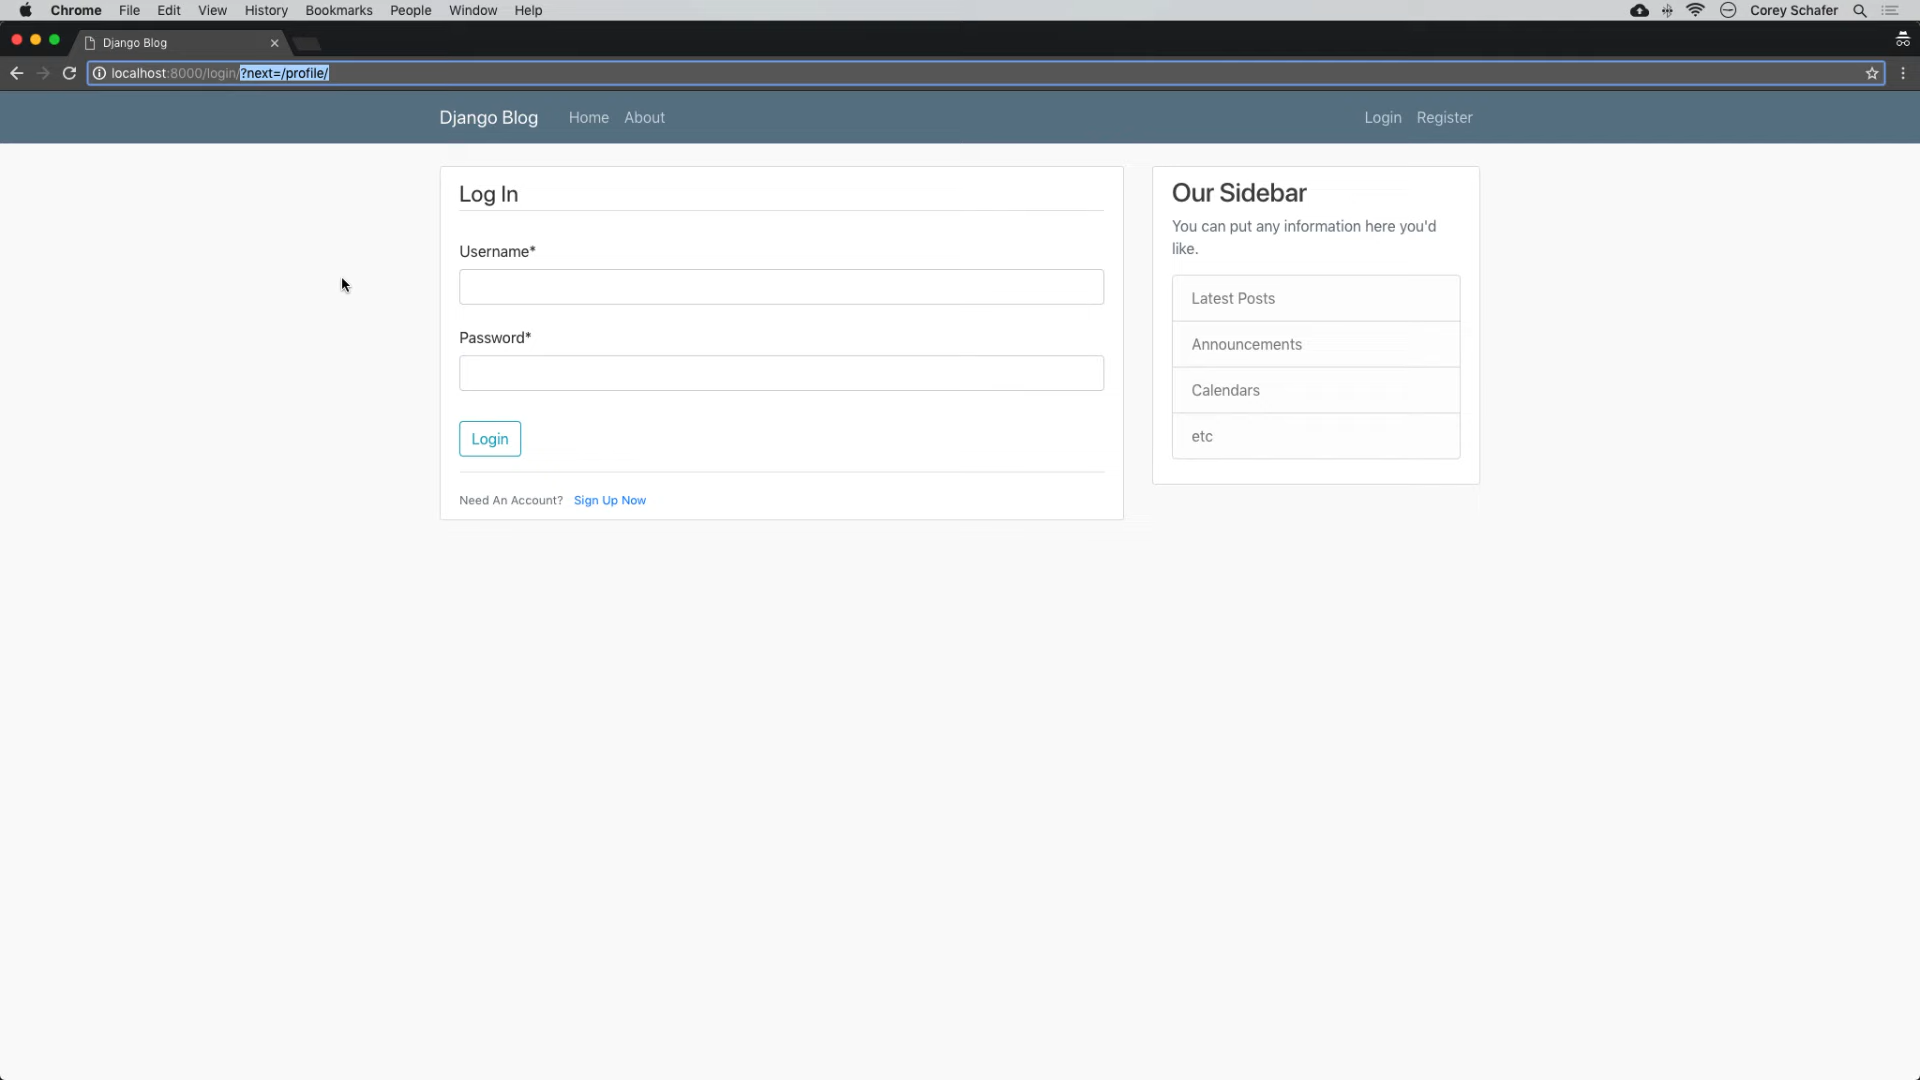 Chrome File Edit View History Bookmarks People Window Help Corey Schafer
Django Blog
localhost:8000/login/?next=/profile/
Django Blog Home About Login Register
Log In
Username*
Password*
Login
Need An Account? Sign Up Now
Our Sidebar
You can put any information here you'd
like.
Latest Posts
Announcements
Calendars
etc